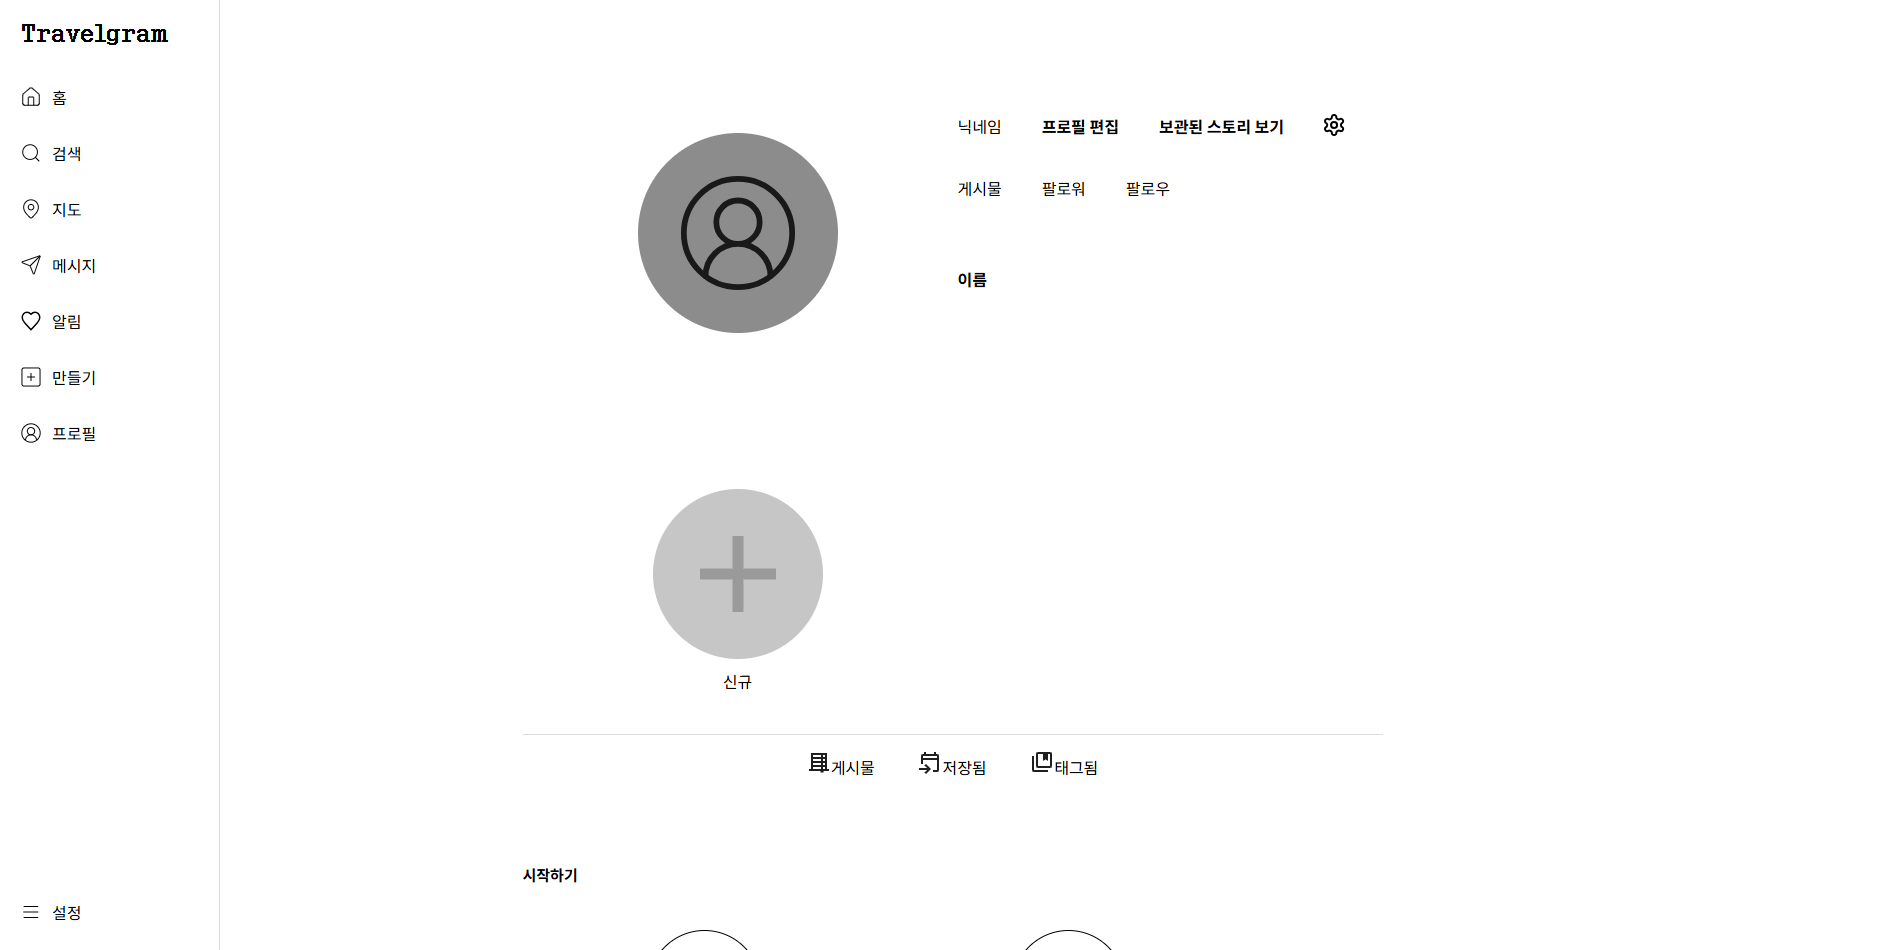 Travelgram
홈
검색
지도
메시지
알림
만들기
프로필
설정
닉네임 프로필 편집 보관된 스토리 보기
게시물 팔로워 팔로우
이름
신규
게시물 저장됨 태그됨
시작하기